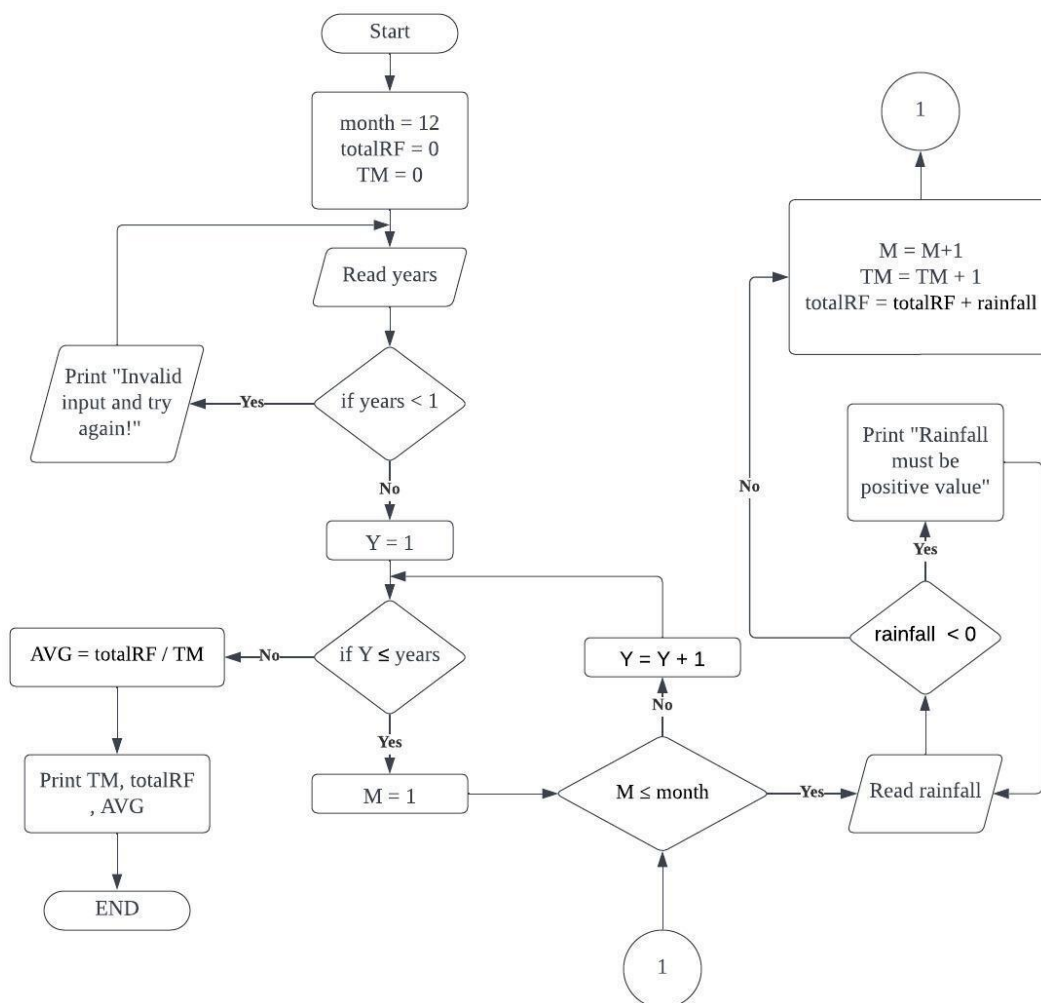 Start
month = 12
totalRF = 0
TM = 0
Read years
if years < 1
Yes
Print "Invalid
input and try
again!"
No
Y = 1
if Y ≤ years
No
AVG = totalRF / TM
Print TM, totalRF
, AVG
END
Yes
M = 1
M ≤ month
No
Y = Y + 1
Yes
Read rainfall
rainfall < 0
Yes
Print "Rainfall
must be
positive value"
No
M = M+1
TM = TM + 1
totalRF = totalRF + rainfall
1
1